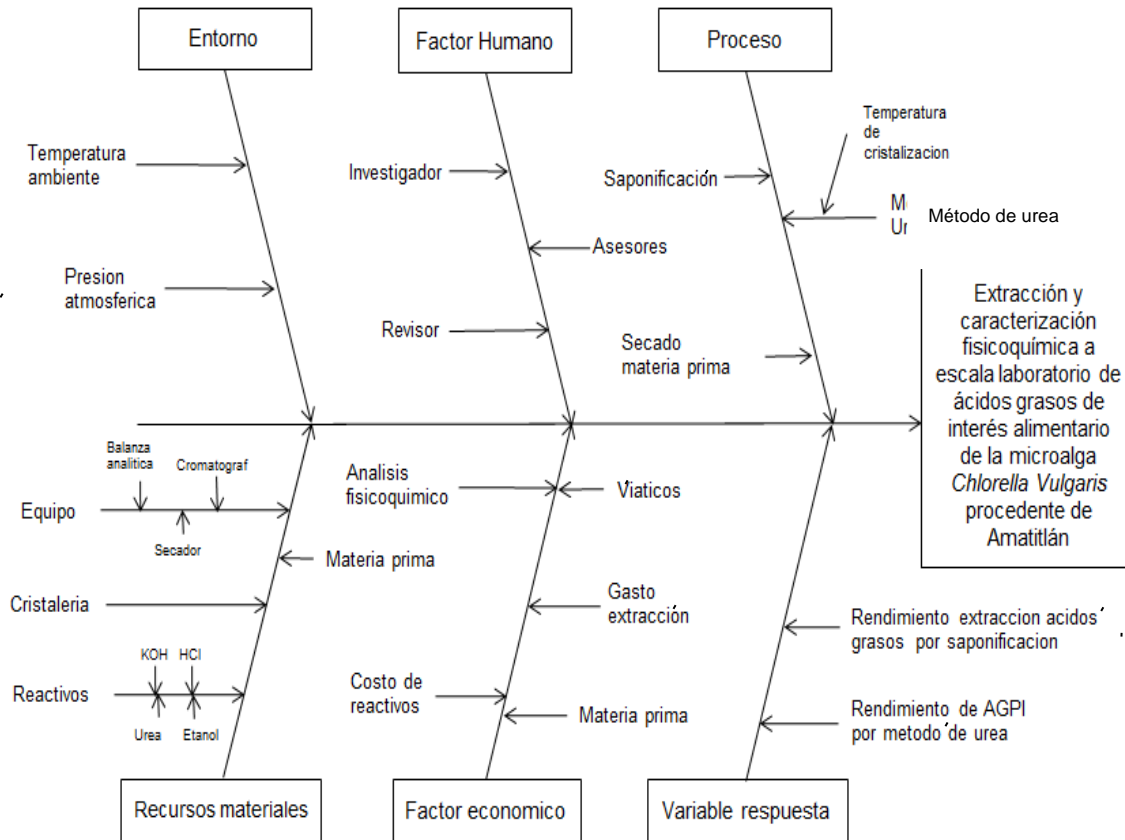 Entorno
Factor Humano
Proceso
Temperatura
de
cristalizacion
Temperatura
ambiente
Investigador
Saponificación
Método de urea
Asesores
Presion
atmosferica
Revisor
Secado
materia prima
Extracción y
caracterización
fisicoquímica a
escala laboratorio de
ácidos grasos de
interés alimentario
de la microalga
Chlorella Vulgaris
procedente de
Amatitlán
Balanza
analitica
Cromatograf
Equipo
Secador
Materia prima
Cristaleria
KOH
HCl
Reactivos
Urea
Etanol
Analisis
fisicoquimico
Viaticos
Gasto
extracción
Costo de
reactivos
Materia prima
Rendimiento extraccion acidos
grasos por saponificacion
Rendimiento de AGPI
por metodo de urea
Recursos materiales
Factor economico
Variable respuesta